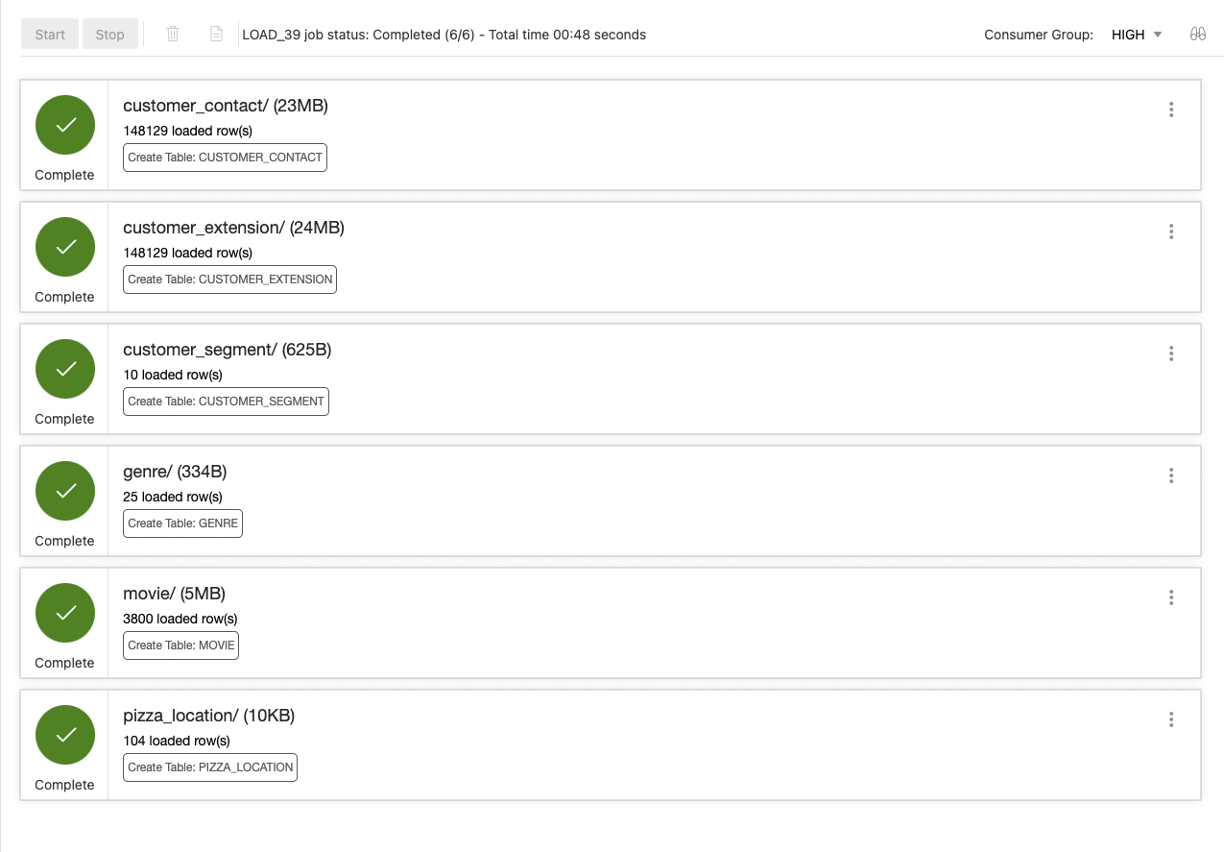 Start
Stop
LOAD_39 job status: Completed (6/6) - Total time 00:48 seconds
Consumer Group:
HIGH
customer_contact/ (23MB)
148129 loaded row(s)
Create Table: CUSTOMER_CONTACT
Complete
customer_extension/ (24MB)
148129 loaded row(s)
Create Table: CUSTOMER_EXTENSION
Complete
customer_segment/ (625B)
10 loaded row(s)
Create Table: CUSTOMER_SEGMENT
Complete
genre/ (334B)
25 loaded row(s)
Create Table: GENRE
Complete
movie/ (5MB)
3800 loaded row(s)
Create Table: MOVIE
Complete
pizza_location/ (10KB)
104 loaded row(s)
Create Table: PIZZA_LOCATION
Complete